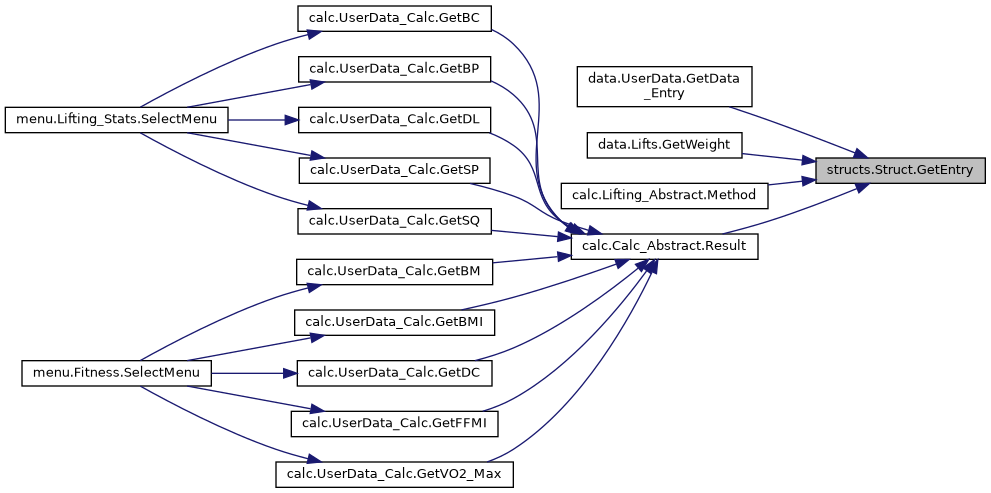 calc.UserData_Calc.GetBC
calc.UserData_Calc.GetBP
data.UserData.GetData
_Entry
menu.Lifting_Stats.SelectMenu
calc.UserData_Calc.GetDL
data.Lifts.GetWeight
calc.UserData_Calc.GetSP
structs.Struct.GetEntry
calc.Lifting_Abstract.Method
calc.UserData_Calc.GetSQ
calc.Calc_Abstract.Result
calc.UserData_Calc.GetBM
calc.UserData_Calc.GetBMI
menu.Fitness.SelectMenu
calc.UserData_Calc.GetDC
calc.UserData_Calc.GetFFMI
calc.UserData_Calc.GetVO2_Max